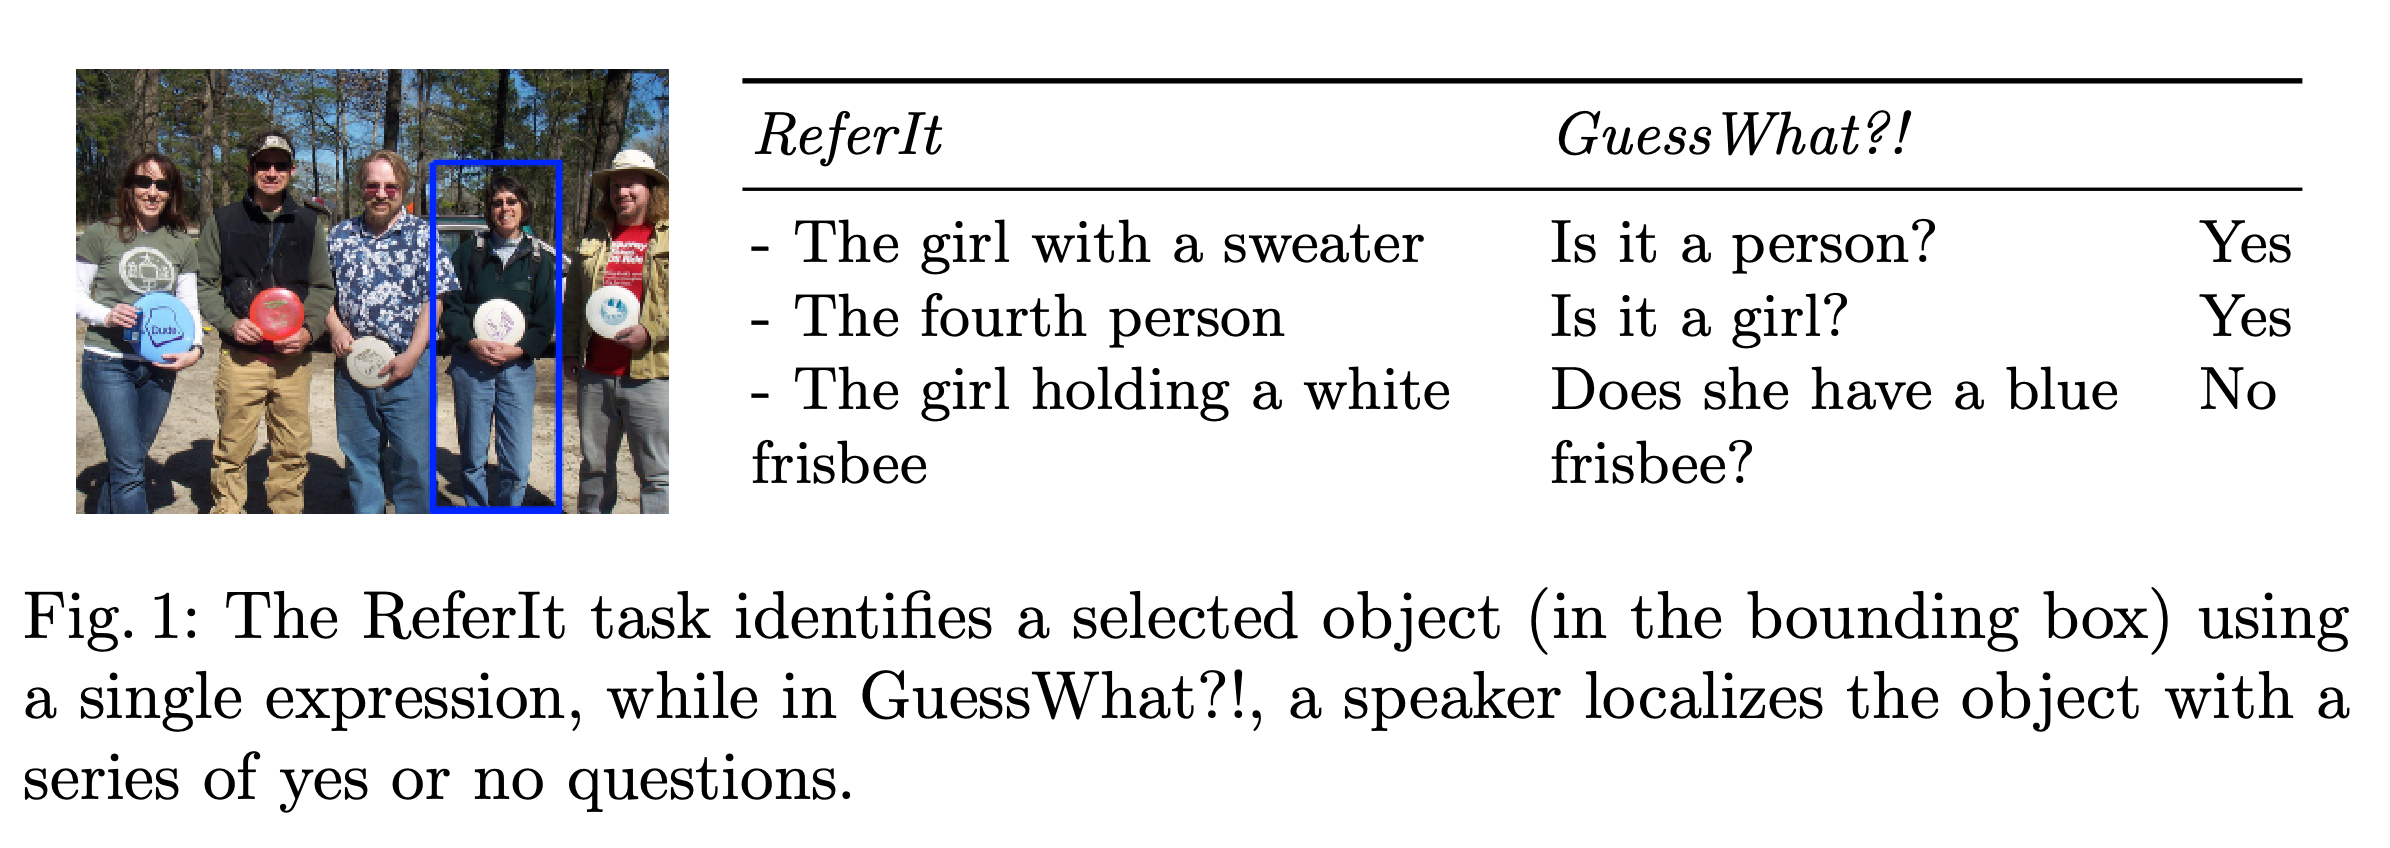 Dude
ReferIt GuessWhat?!
- The girl with a sweater Is it a person? Yes
- The fourth person Is it a girl? Yes
- The girl holding a white Does she have a blue No
frisbee frisbee?
Fig. 1: The ReferIt task identifies a selected object (in the bounding box) using
a single expression, while in GuessWhat?!, a speaker localizes the object with a
series of yes or no questions.